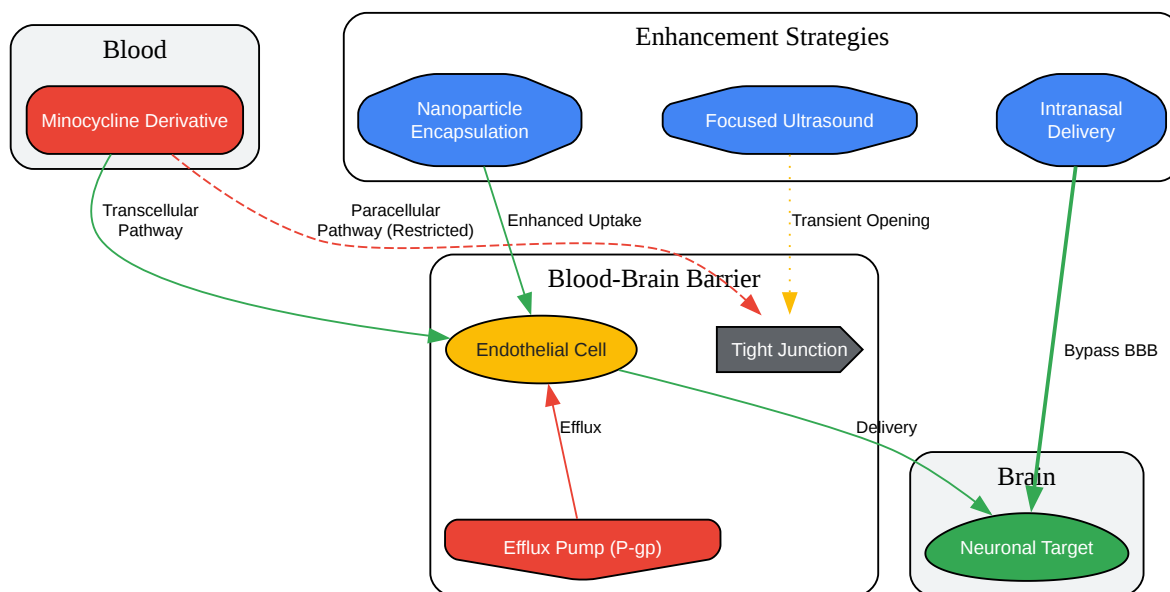 Blood
Enhancement Strategies
Minocycline Derivative
Nanoparticle
Encapsulation
Focused Ultrasound
Intranasal
Delivery
Transcellular
Pathway
Paracellular
Pathway (Restricted)
Enhanced Uptake
Transient Opening
Blood-Brain Barrier
Endothelial Cell
Tight Junction
Bypass BBB
Efflux
Delivery
Brain
Efflux Pump (P-gp)
Neuronal Target